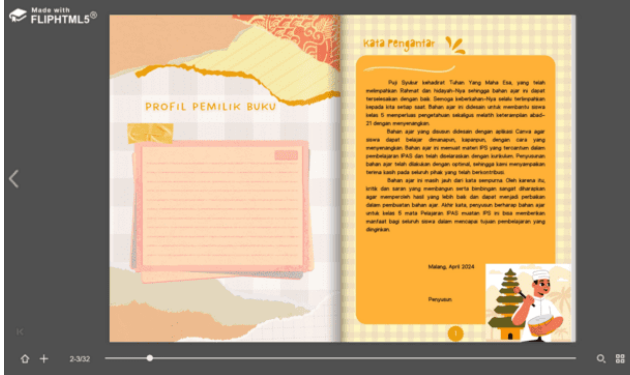 Made with
FLIPHTML5®
PROFIL PEMILIK BUKU
Kata Pengantar
Puji Syukur kehadirat Tuhan Yang Maha Esa, yang telah
melimpahkan Rahmat dan hidayah-Nya sehingga bahan ajar ini dapat
terselesaikan dengan baik. Semoga keberkahan-Nya selalu terlimpahkan
kepada kita setiap saat. Bahan ajar ini didesain untuk membantu siswa
kelas 5 memperluas pengetahuan sekaligus melatih keterampilan abad-
21 dengan menyenangkan.
Bahan ajar yang disusun didesain dengan aplikasi Canva agar
siswa dapat belajar dimanapun, kapanpun, dengan cara yang
menyenangkan. Bahan ajar ini memuat materi IPS yang tercantum dalam
pembelajaran IPAS dan telah diselaraskan dengan kurikulum. Penyusunan
bahan ajar telah dilakukan dengan optimal, sehingga kami menyampaikan
terima kasih pada seluruh pihak yang telah berkontribusi.
Bahan ajar ini masih jauh dari kata sempurna. Oleh karena itu,
kritik dan saran yang membangun serta bimbingan sangat diharapkan
agar memperoleh hasil yang lebih baik dan dapat menjadi perbaikan
dalam pembuatan bahan ajar. Akhir kata, penyusun berharap bahan ajar
untuk kelas 5 mata Pelajaran IPAS muatan IPS ini bisa memberikan
manfaat bagi seluruh siswa dalam mencapai tujuan pembelajaran yang
diinginkan.
Malang, April 2024
Penyusun
2-3/32